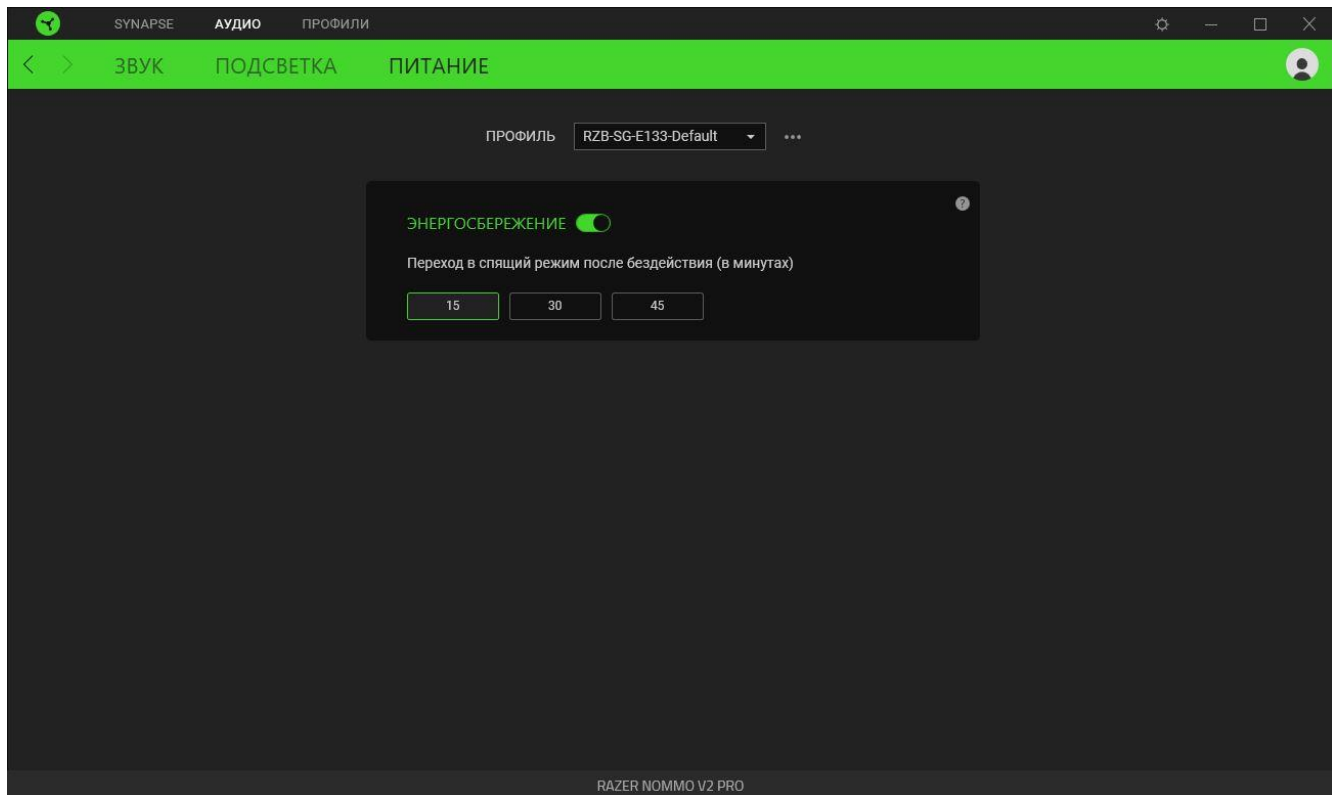 SYNAPSE АУДИО ПРОФИЛИ
ЗВУК ПОДСВЕТКА ПИТАНИЕ
ПРОФИЛЬ RZB-SG-E133-Default
ЭНЕРГОСБЕРЕЖЕНИЕ ?
Переход в спящий режим после бездействия (в минутах)
15 30 45
RAZER NOMMO V2 PRO